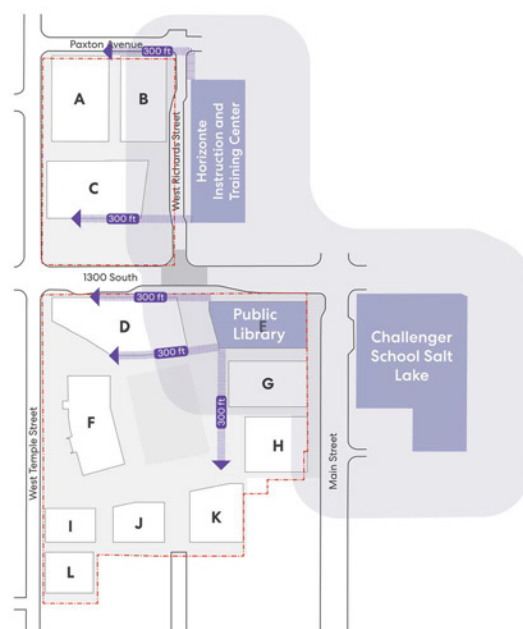 Paxton Avenue
300 ft
A
B
West Richards Street
Horizonte
Instruction and
Training Center
C
300 ft
1300 South
300 ft
D
Public
Library
E
Challenger
School Salt
Lake
300 ft
G
300 ft
F
West Temple Street
H
Main Street
I
J
K
L